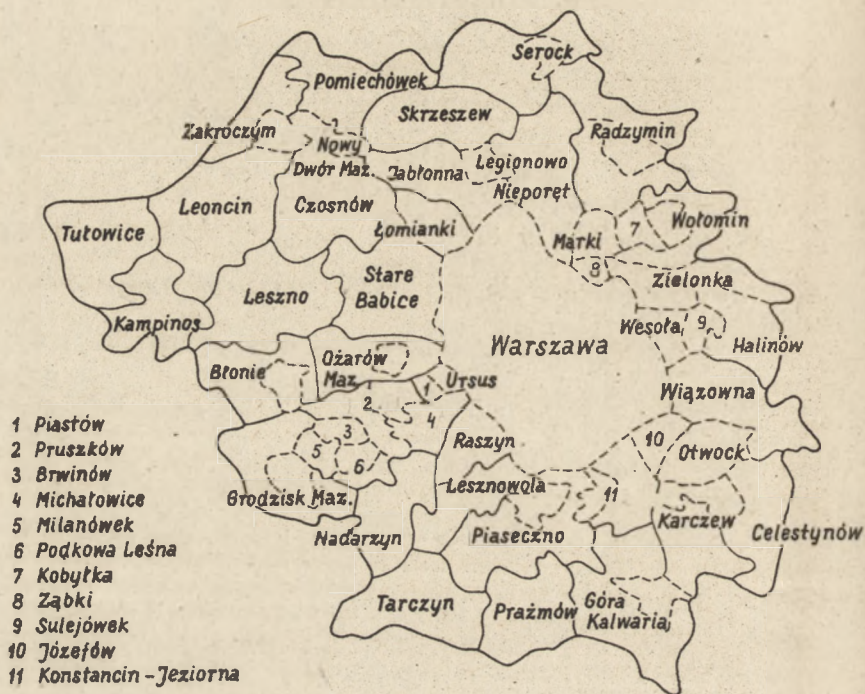 Serock
Pomiechówek
Skrzeszew
Zakroczym
Nowy
Dwór Maz.
Radzymin
Jabłonna
Legionowo
Nieporęt
Leoncin
Czosnów
Tułowice
Łomianki
Marki
7
Wołomin
8
Zielonka
Stare
Babice
Leszno
Kampinos
Wesoła
9
Halinów
Warszawa
Błonie
Ożarów
Maz.
1
Ursus
2
4
Wiązowna
3
5
6
Raszyn
10
Otwock
Grodzisk Maz.
Lesznowola
11
Nadarzyn
Piaseczno
Karczew
Celestynów
Tarczyn
Prażmów
Góra
Kalwaria
1 Piastów
2 Pruszków
3 Brwinów
4 Michałowice
5 Milanówek
6 Podkowa Leśna
7 Kobyłka
8 Ząbki
9 Sulejówek
10 Józefów
11 Konstancin-Jeziorna